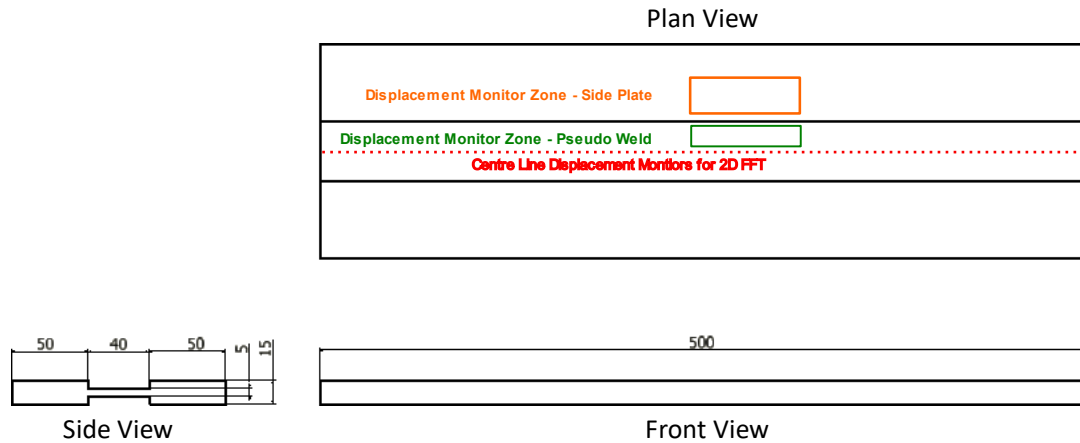 Plan View
Displacement Monitor Zone - Side Plate
Displacement Monitor Zone - Pseudo Weld
Centre Line Displacement Montiors for 2D FFT
50 40 50 5 15
500
Side View
Front View